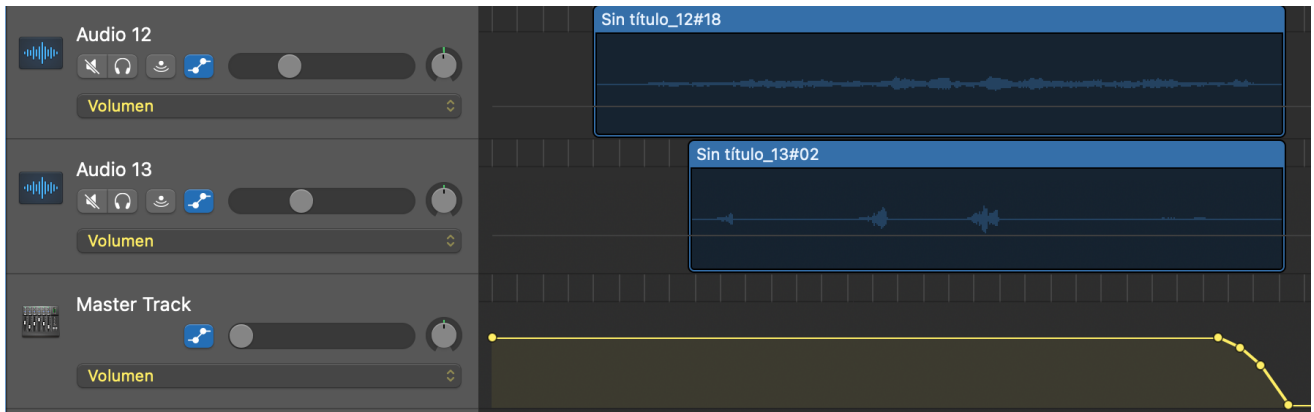 Audio 12
Volumen
Sin título_12#18
Audio 13
Volumen
Sin título_13#02
Master Track
Volumen